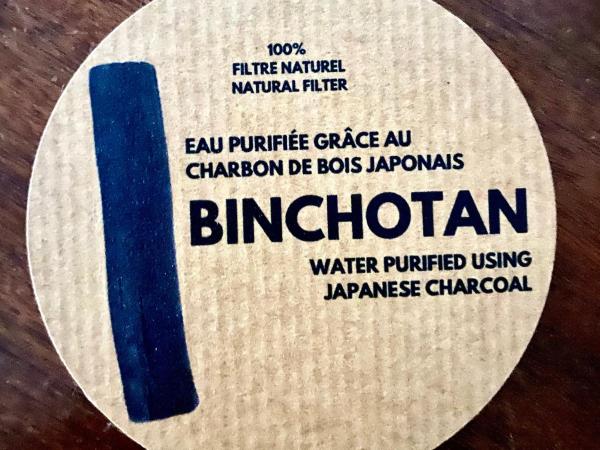 100%
FILTRE NATUREL
NATURAL FILTER
EAU PURIFIÉE GRÂCE AU
CHARBON DE BOIS JAPONAIS
BINCHOTAN
WATER PURIFIED USING
JAPANESE CHARCOAL